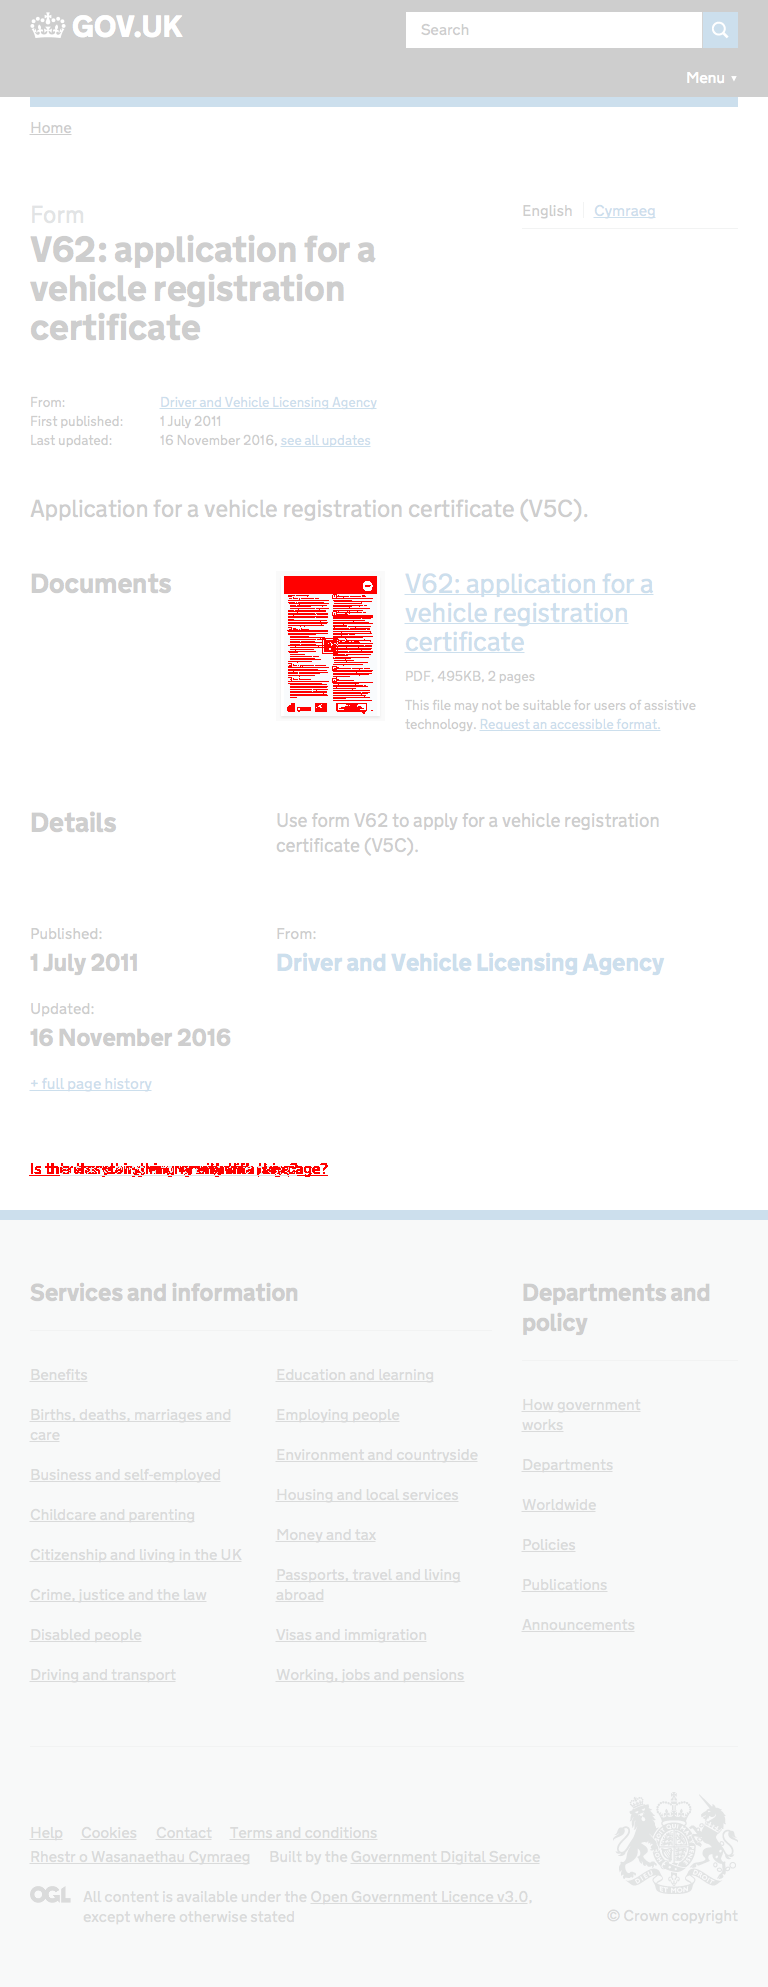 GOV.UK
Search
Menu ▼
Home
Form
V62: application for a
vehicle registration
certificate
English
Cymraeg
From:
Driver and Vehicle Licensing Agency
First published:
1 July 2011
Last updated:
16 November 2016, see all updates
Application for a vehicle registration certificate (V5C).
Documents
V62: application for a
vehicle registration
certificate
PDF, 495KB, 2 pages
This file may not be suitable for users of assistive
technology. Request an accessible format.
Details
Use form V62 to apply for a vehicle registration
certificate (V5C).
Published:
1 July 2011
From:
Driver and Vehicle Licensing Agency
Updated:
16 November 2016
+ full page history
Services and information
Departments and
policy
Benefits
Births, deaths, marriages and
care
Business and self-employed
Childcare and parenting
Citizenship and living in the UK
Crime, justice and the law
Disabled people
Driving and transport
Education and learning
Employing people
Environment and countryside
Housing and local services
Money and tax
Passports, travel and living
abroad
Visas and immigration
Working, jobs and pensions
How government
works
Departments
Worldwide
Policies
Publications
Announcements
Help Cookies Contact Terms and conditions
Rhestr o Wasanaethau Cymraeg Built by the Government Digital Service
OGL All content is available under the Open Government Licence v3.0,
except where otherwise stated
© Crown copyright